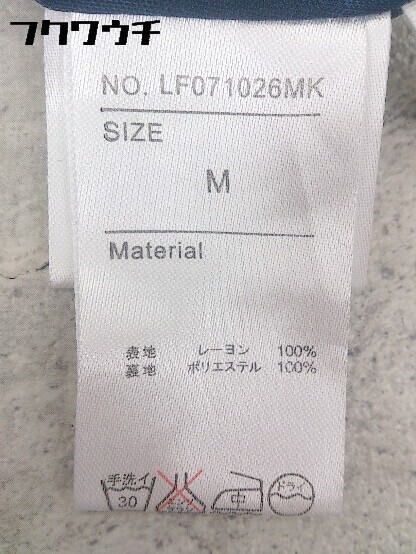 フクワウチ
NO. LF071026MK
SIZE
M
Material
表地 レーヨン 100%
裏地 ポリエステル 100%
手洗イ 30 中 ドライ